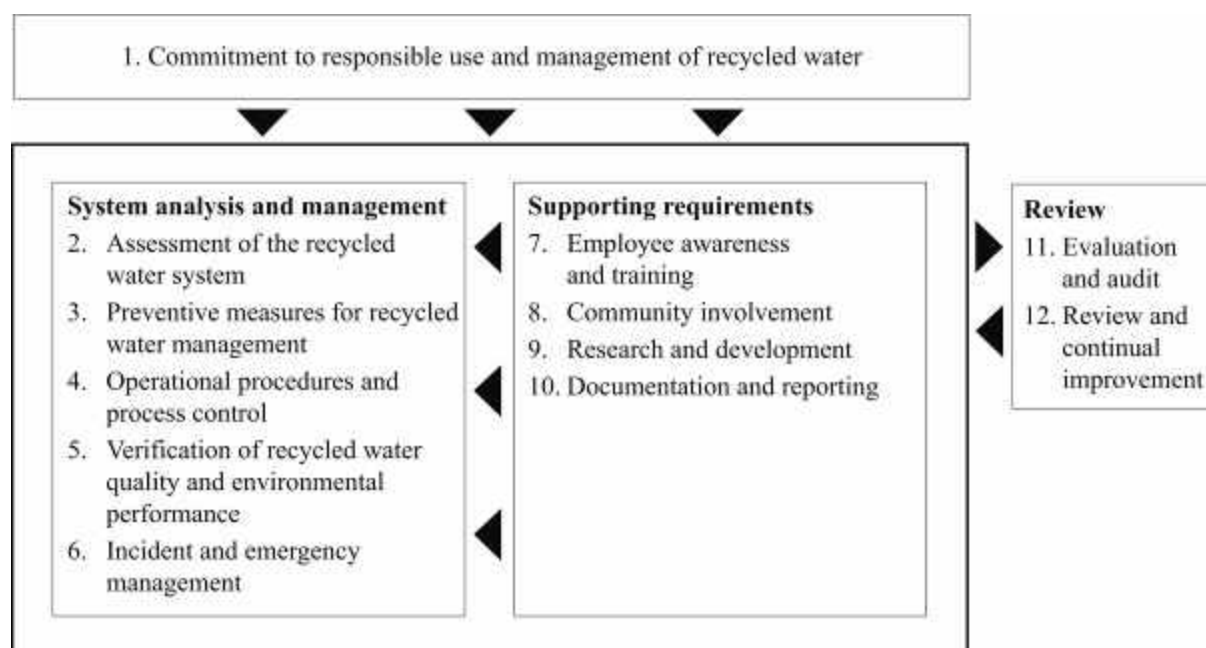 1. Commitment to responsible use and management of recycled water
System analysis and management
2. Assessment of the recycled
water system
3. Preventive measures for recycled
water management
4. Operational procedures and
process control
5. Verification of recycled water
quality and environmental
performance
6. Incident and emergency
management
Supporting requirements
7. Employee awareness
and training
8. Community involvement
9. Research and development
10. Documentation and reporting
Review
11. Evaluation
and audit
12. Review and
continual
improvement